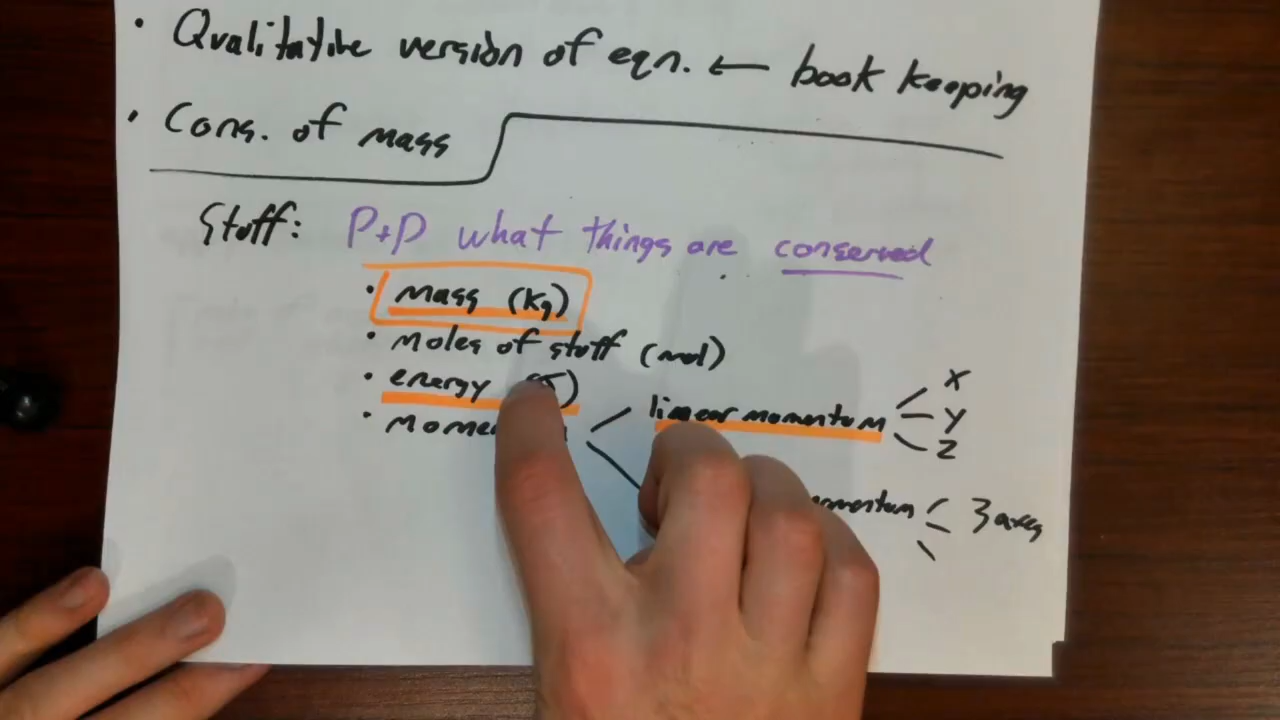 • Qualitative version of eqn. ← book keeping
• Cons. of mass
Stuff: P+P what things are conserved
• mass (kg)
• moles of stuff (mol)
• energy
linear momentum
x
y
z
3 axes